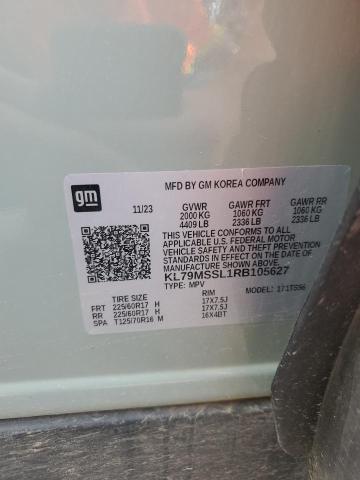 gm
MFD BY GM KOREA COMPANY
11/23 GVWR GAWR FRT GAWR RR
2000 KG 1060 KG 1060 KG
4409 LB 2336 LB 2336 LB
THIS VEHICLE CONFORMS TO ALL
APPLICABLE U.S. FEDERAL MOTOR
VEHICLE SAFETY AND THEFT PREVENTION
STANDARDS IN EFFECT ON THE DATE OF
MANUFACTURE SHOWN ABOVE.
KL79MSSL1RB105627
TYPE: MPV MODEL: 1TS56
TIRE SIZE RIM
FRT 225/60R17 H 17X7.5J
RR 225/60R17 H 17X7.5J
SPA T125/70R16 M 16X4BT